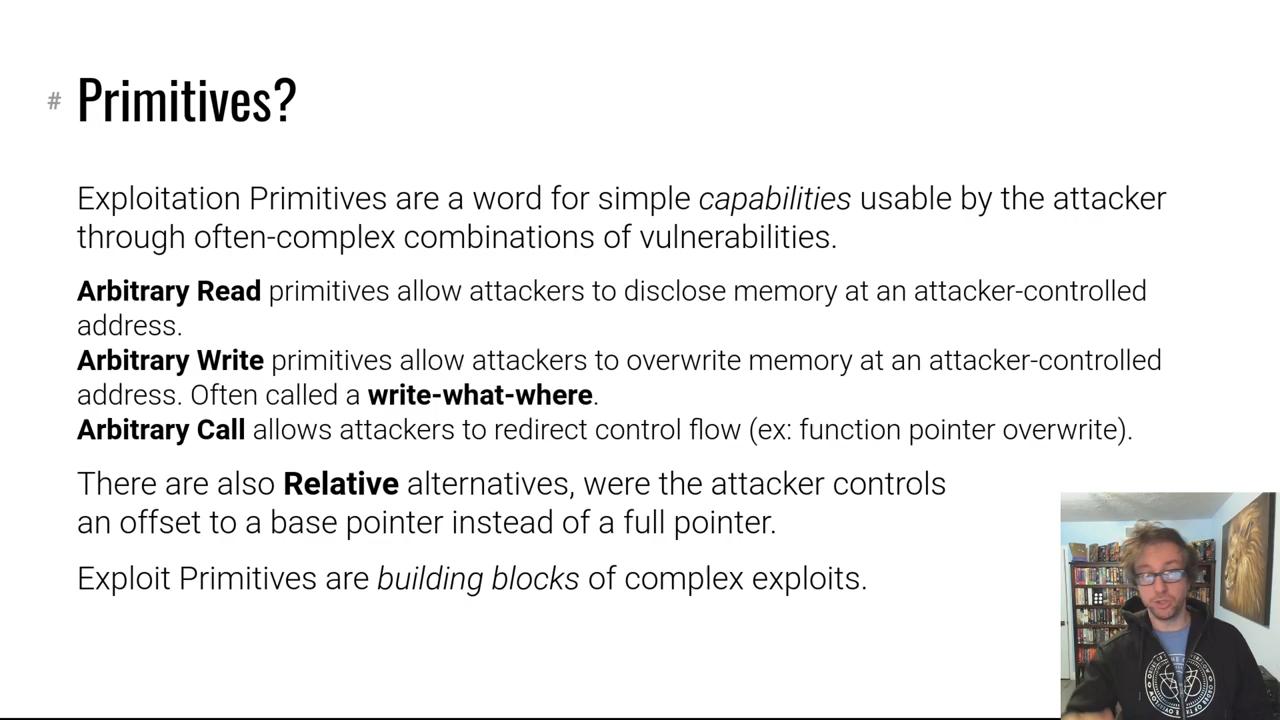 # Primitives?
Exploitation Primitives are a word for simple capabilities usable by the attacker
through often-complex combinations of vulnerabilities.
Arbitrary Read primitives allow attackers to disclose memory at an attacker-controlled
address.
Arbitrary Write primitives allow attackers to overwrite memory at an attacker-controlled
address. Often called a write-what-where.
Arbitrary Call allows attackers to redirect control flow (ex: function pointer overwrite).
There are also Relative alternatives, were the attacker controls
an offset to a base pointer instead of a full pointer.
Exploit Primitives are building blocks of complex exploits.